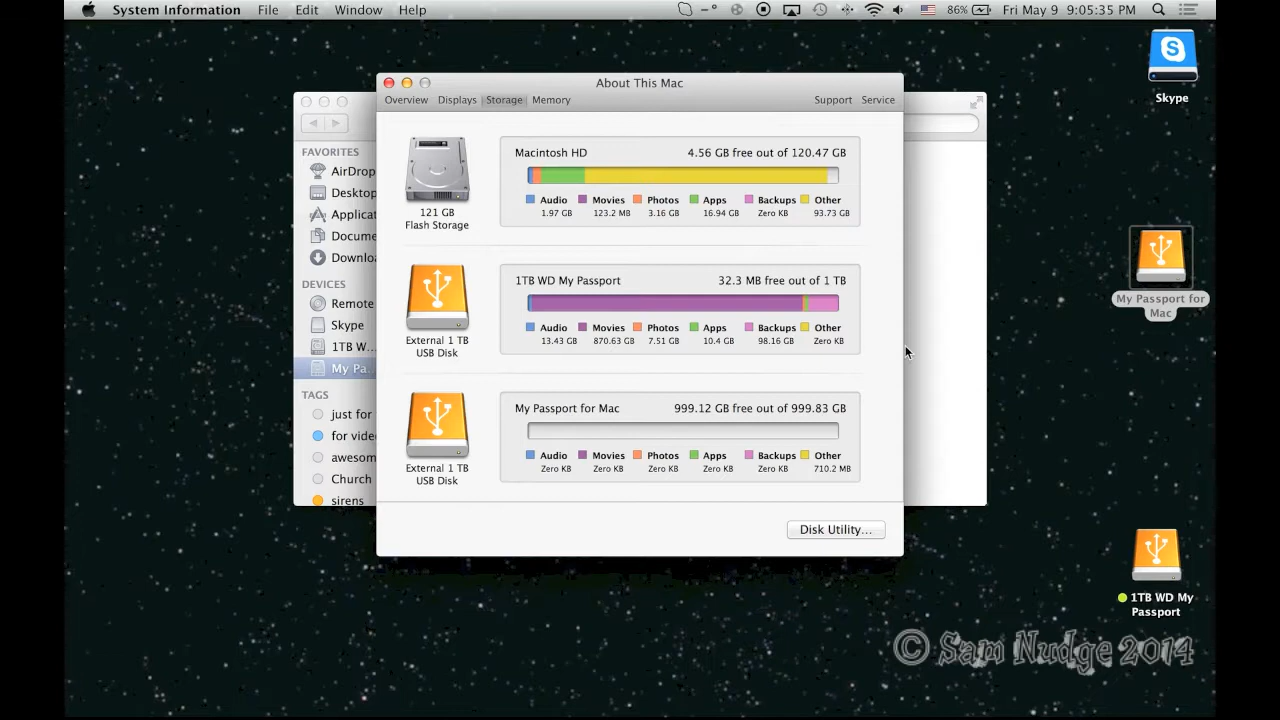 System Information File Edit Window Help 86% Fri May 9 9:05:35 PM
About This Mac
Overview Displays Storage Memory Support Service
Macintosh HD 4.56 GB free out of 120.47 GB
Audio Movies Photos Apps Backups Other
1.97 GB 123.2 MB 3.16 GB 16.94 GB Zero KB 93.73 GB
121 GB
Flash Storage
1TB WD My Passport 32.3 MB free out of 1 TB
Audio Movies Photos Apps Backups Other
13.43 GB 870.63 GB 7.51 GB 10.4 GB 98.16 GB Zero KB
External 1 TB
USB Disk
My Passport for Mac 999.12 GB free out of 999.83 GB
Audio Movies Photos Apps Backups Other
Zero KB Zero KB Zero KB Zero KB Zero KB 710.2 MB
External 1 TB
USB Disk
Disk Utility...
FAVORITES
AirDrop
Desktop
Applicat
Docume
Downloa
DEVICES
Remote
Skype
1TB W...
My Pa...
TAGS
just for
for video
awesom
Church
sirens
S
Skype
My Passport for
Mac
1TB WD My
Passport
© Sam Nudge 2014